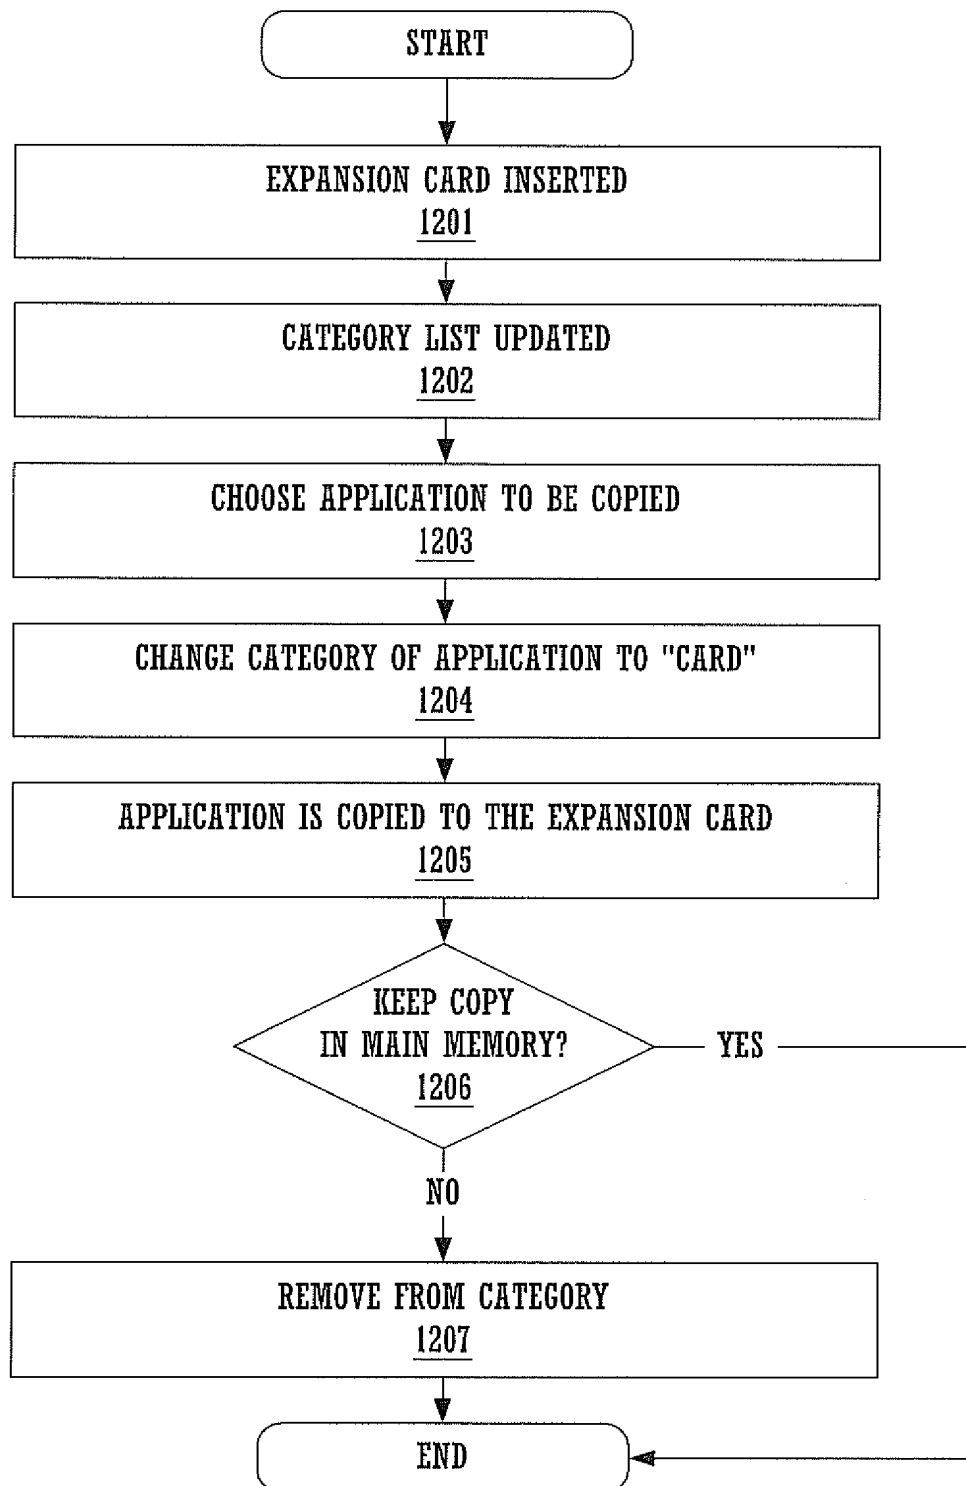 START
EXPANSION CARD INSERTED
1201
CATEGORY LIST UPDATED
1202
CHOOSE APPLICATION TO BE COPIED
1203
CHANGE CATEGORY OF APPLICATION TO "CARD"
1204
APPLICATION IS COPIED TO THE EXPANSION CARD
1205
KEEP COPY
IN MAIN MEMORY?
1206
YES
NO
REMOVE FROM CATEGORY
1207
END